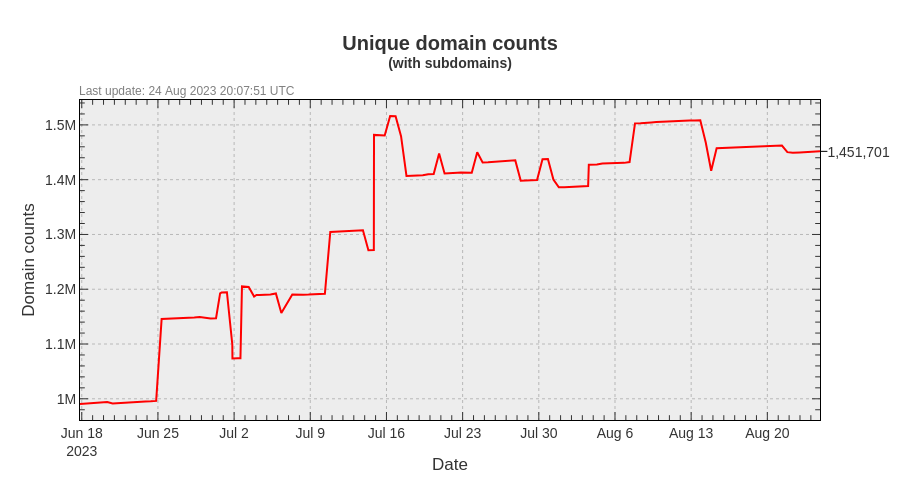 Unique domain counts
(with subdomains)
Last update: 24 Aug 2023 20:07:51 UTC
1.5M
1,451,701
1.4M
1.3M
1.2M
1.1M
1M
Domain counts
Jun 18 Jun 25 Jul 2 Jul 9 Jul 16 Jul 23 Jul 30 Aug 6 Aug 13 Aug 20
2023
Date